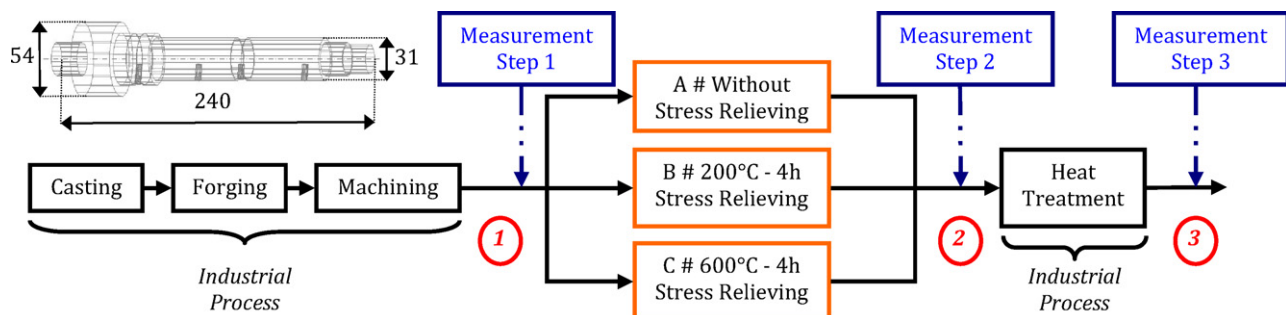 54
31
240
Measurement
Step 1
Measurement
Step 2
Measurement
Step 3
A # Without
Stress Relieving
Casting
Forging
Machining
B # 200°C - 4h
Stress Relieving
Heat
Treatment
1
2
3
C # 600°C - 4h
Stress Relieving
Industrial
Process
Industrial
Process